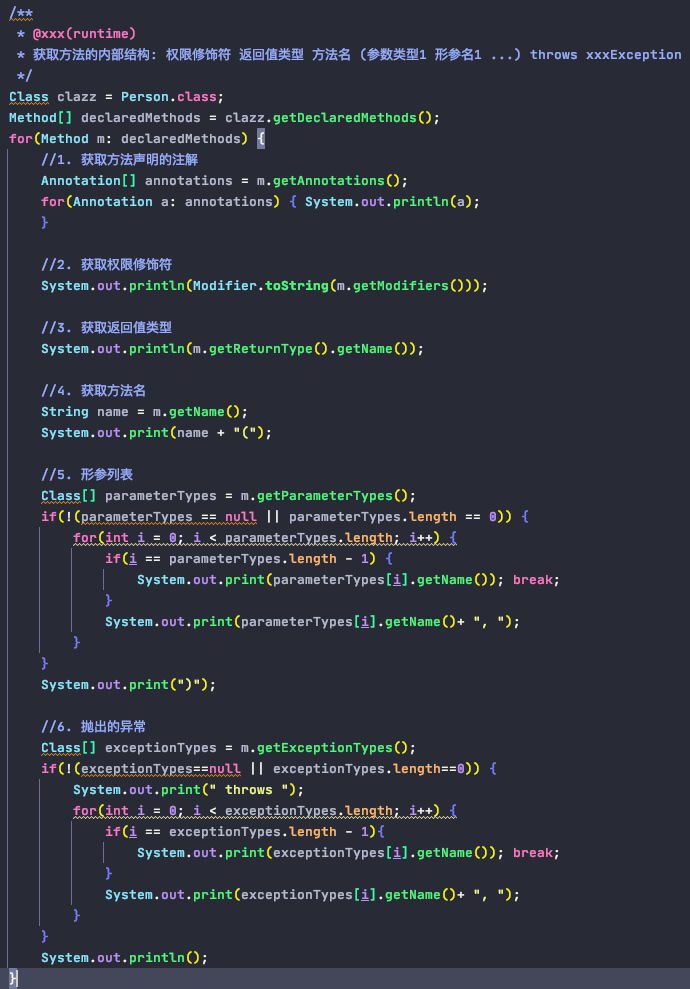 /**
 * @xxx(runtime)
 * 获取方法的内部结构: 权限修饰符 返回值类型 方法名 (参数类型1 形参名1 ...) throws xxxException
 */
Class clazz = Person.class;
Method[] declaredMethods = clazz.getDeclaredMethods();
for(Method m: declaredMethods) {
    //1. 获取方法声明的注解
    Annotation[] annotations = m.getAnnotations();
    for(Annotation a: annotations) { System.out.println(a);
    }
    //2. 获取权限修饰符
    System.out.println(Modifier.toString(m.getModifiers()));
    //3. 获取返回值类型
    System.out.println(m.getReturnType().getName());
    //4. 获取方法名
    String name = m.getName();
    System.out.print(name + "(");
    //5. 形参列表
    Class[] parameterTypes = m.getParameterTypes();
    if(!(parameterTypes == null || parameterTypes.length == 0)) {
        for(int i = 0; i < parameterTypes.length; i++) {
            if(i == parameterTypes.length - 1) {
                System.out.print(parameterTypes[i].getName()); break;
            }
            System.out.print(parameterTypes[i].getName()+ ", ");
        }
    }
    System.out.print(")");
    //6. 抛出的异常
    Class[] exceptionTypes = m.getExceptionTypes();
    if(!(exceptionTypes==null || exceptionTypes.length==0)) {
        System.out.print(" throws ");
        for(int i = 0; i < exceptionTypes.length; i++) {
            if(i == exceptionTypes.length - 1){
                System.out.print(exceptionTypes[i].getName()); break;
            }
            System.out.print(exceptionTypes[i].getName()+ ", ");
        }
    }
    System.out.println();
}